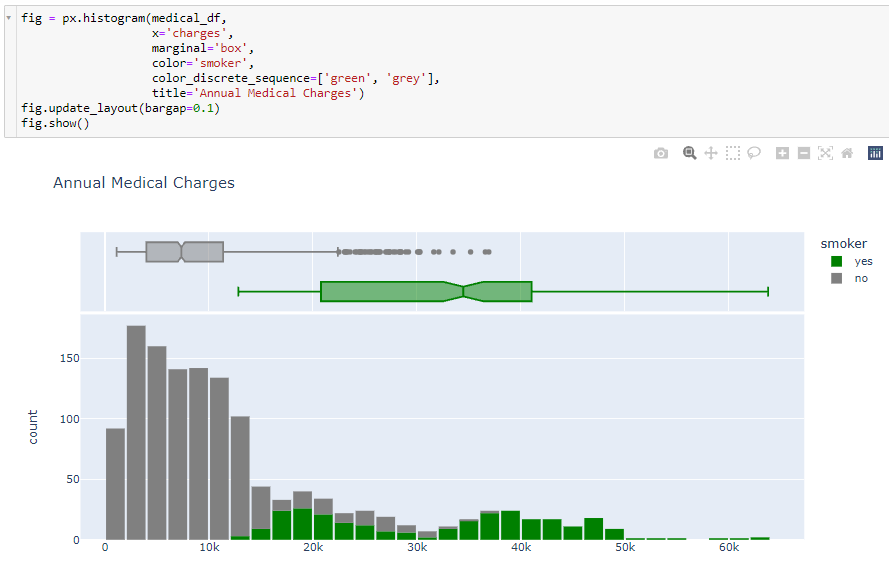 fig = px.histogram(medical_df,
                   x='charges',
                   marginal='box',
                   color='smoker',
                   color_discrete_sequence=['green', 'grey'],
                   title='Annual Medical Charges')
fig.update_layout(bargap=0.1)
fig.show()
Annual Medical Charges
smoker
yes
no
150
100
50
0
count
0 10k 20k 30k 40k 50k 60k